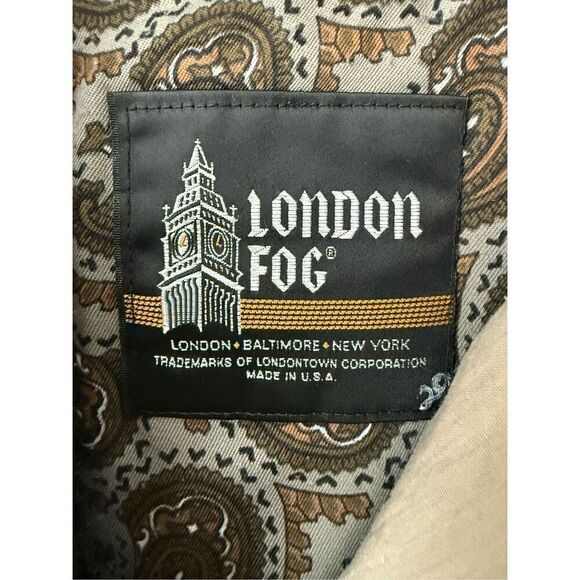 LONDON
FOG®
LONDON • BALTIMORE • NEW YORK
TRADEMARKS OF LONDONTOWN CORPORATION
MADE IN U.S.A.